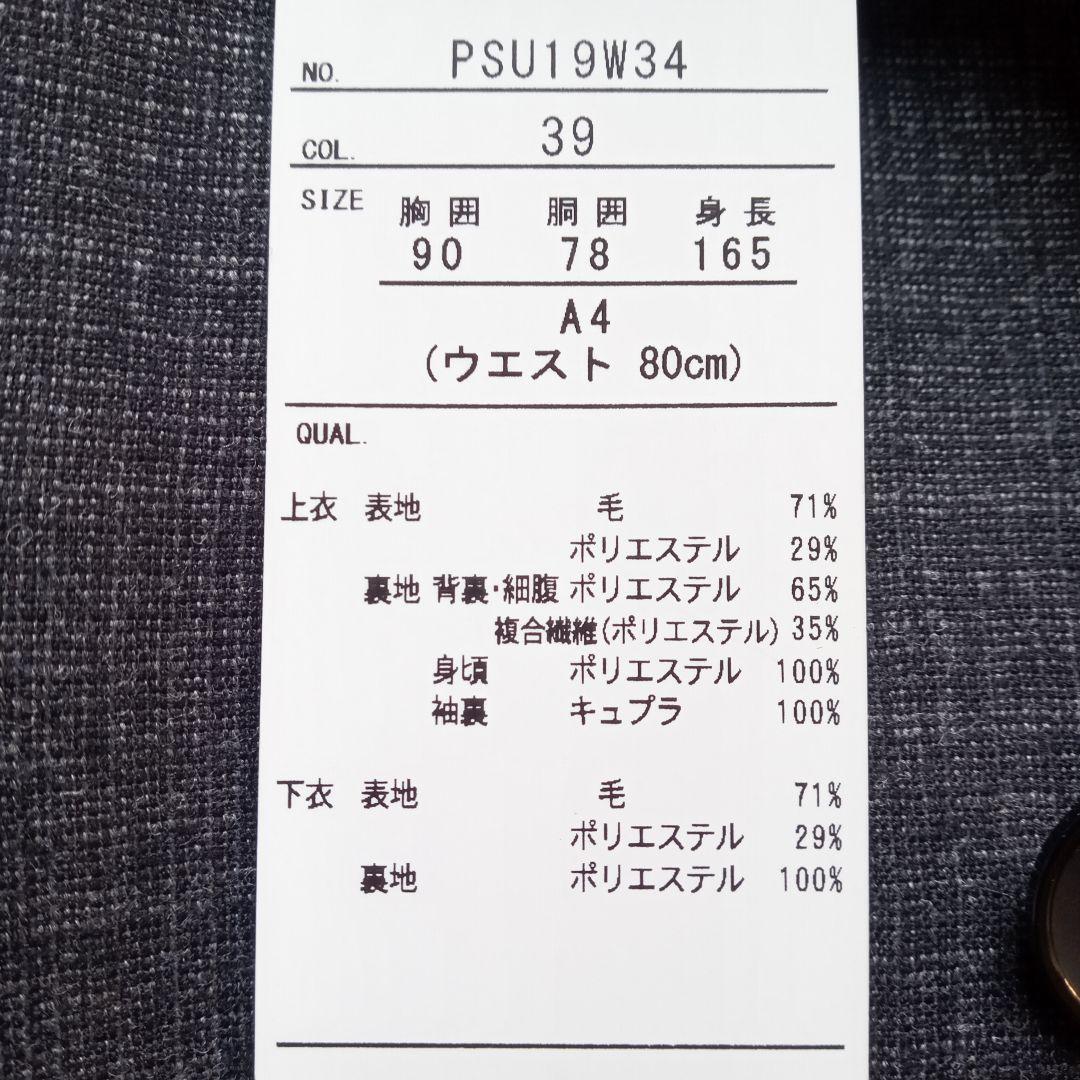 NO. PSU19W34
COL. 39
SIZE 胸囲 胴囲 身長
90 78 165
A4
(ウエスト 80cm)
QUAL.
上衣 表地 毛 71%
ポリエステル 29%
裏地 背裏・細腹 ポリエステル 65%
複合繊維(ポリエステル) 35%
身頃 ポリエステル 100%
袖裏 キュプラ 100%
下衣 表地 毛 71%
ポリエステル 29%
裏地 ポリエステル 100%